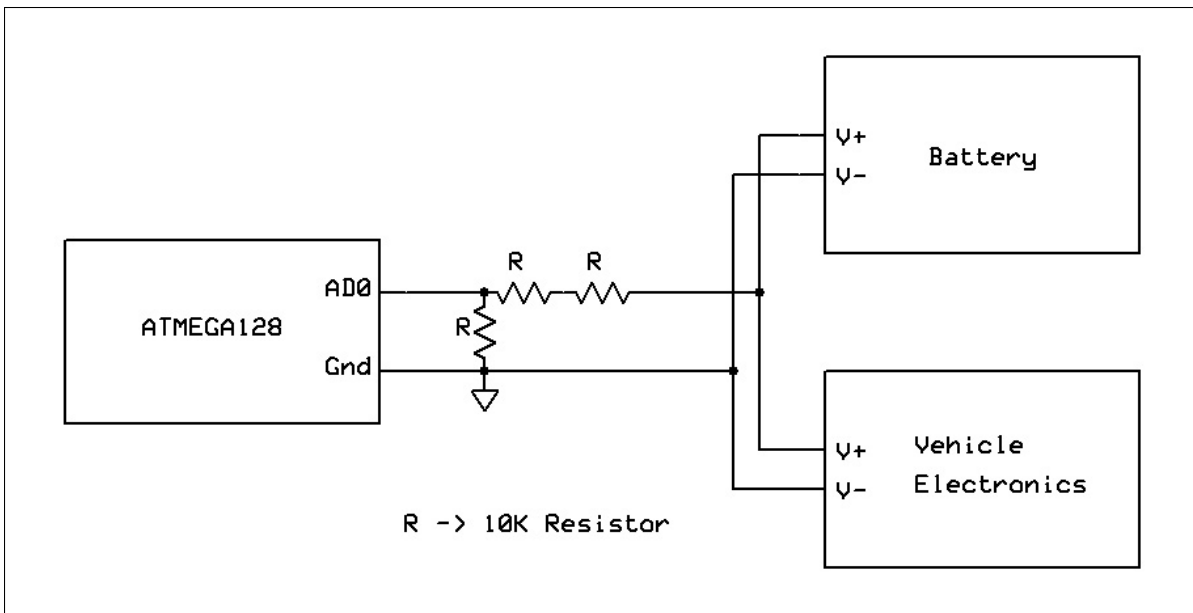 V+
Battery
V-
R R
AD0
R
ATMEGA128
Gnd
V+
Vehicle
V-
Electronics
R -> 10K Resistor